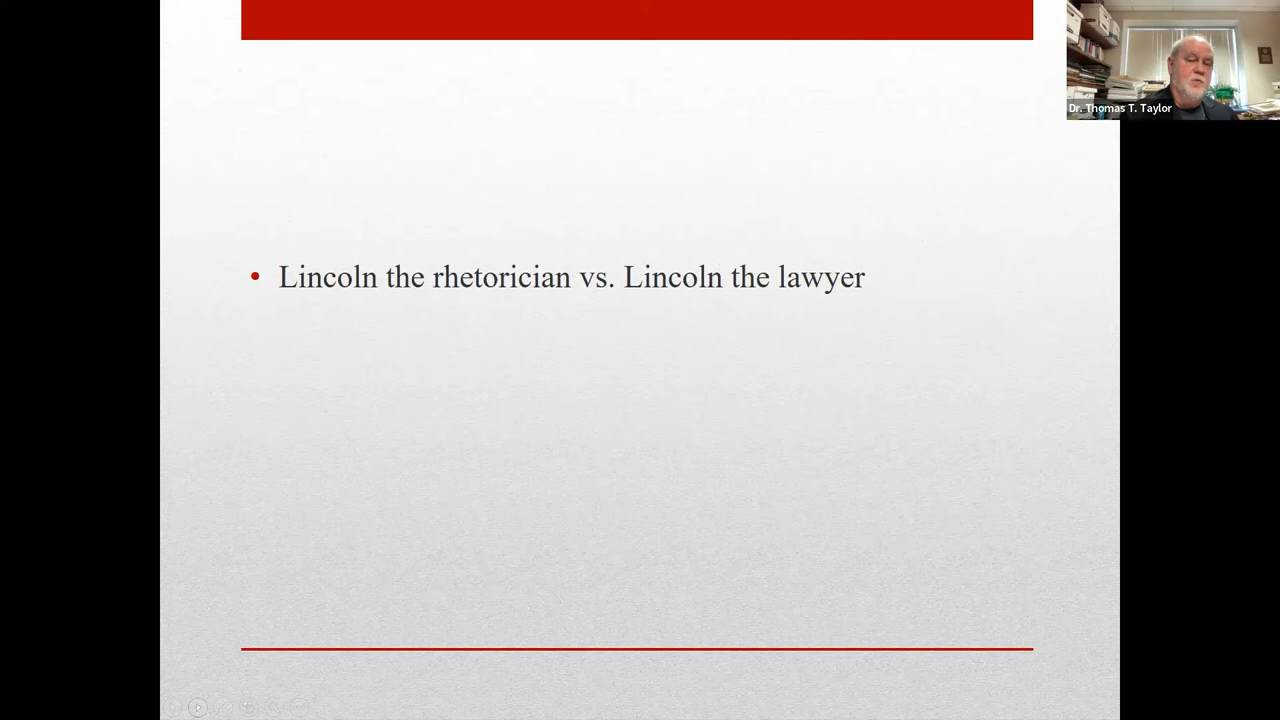 Dr. Thomas T. Taylor
• Lincoln the rhetorician vs. Lincoln the lawyer